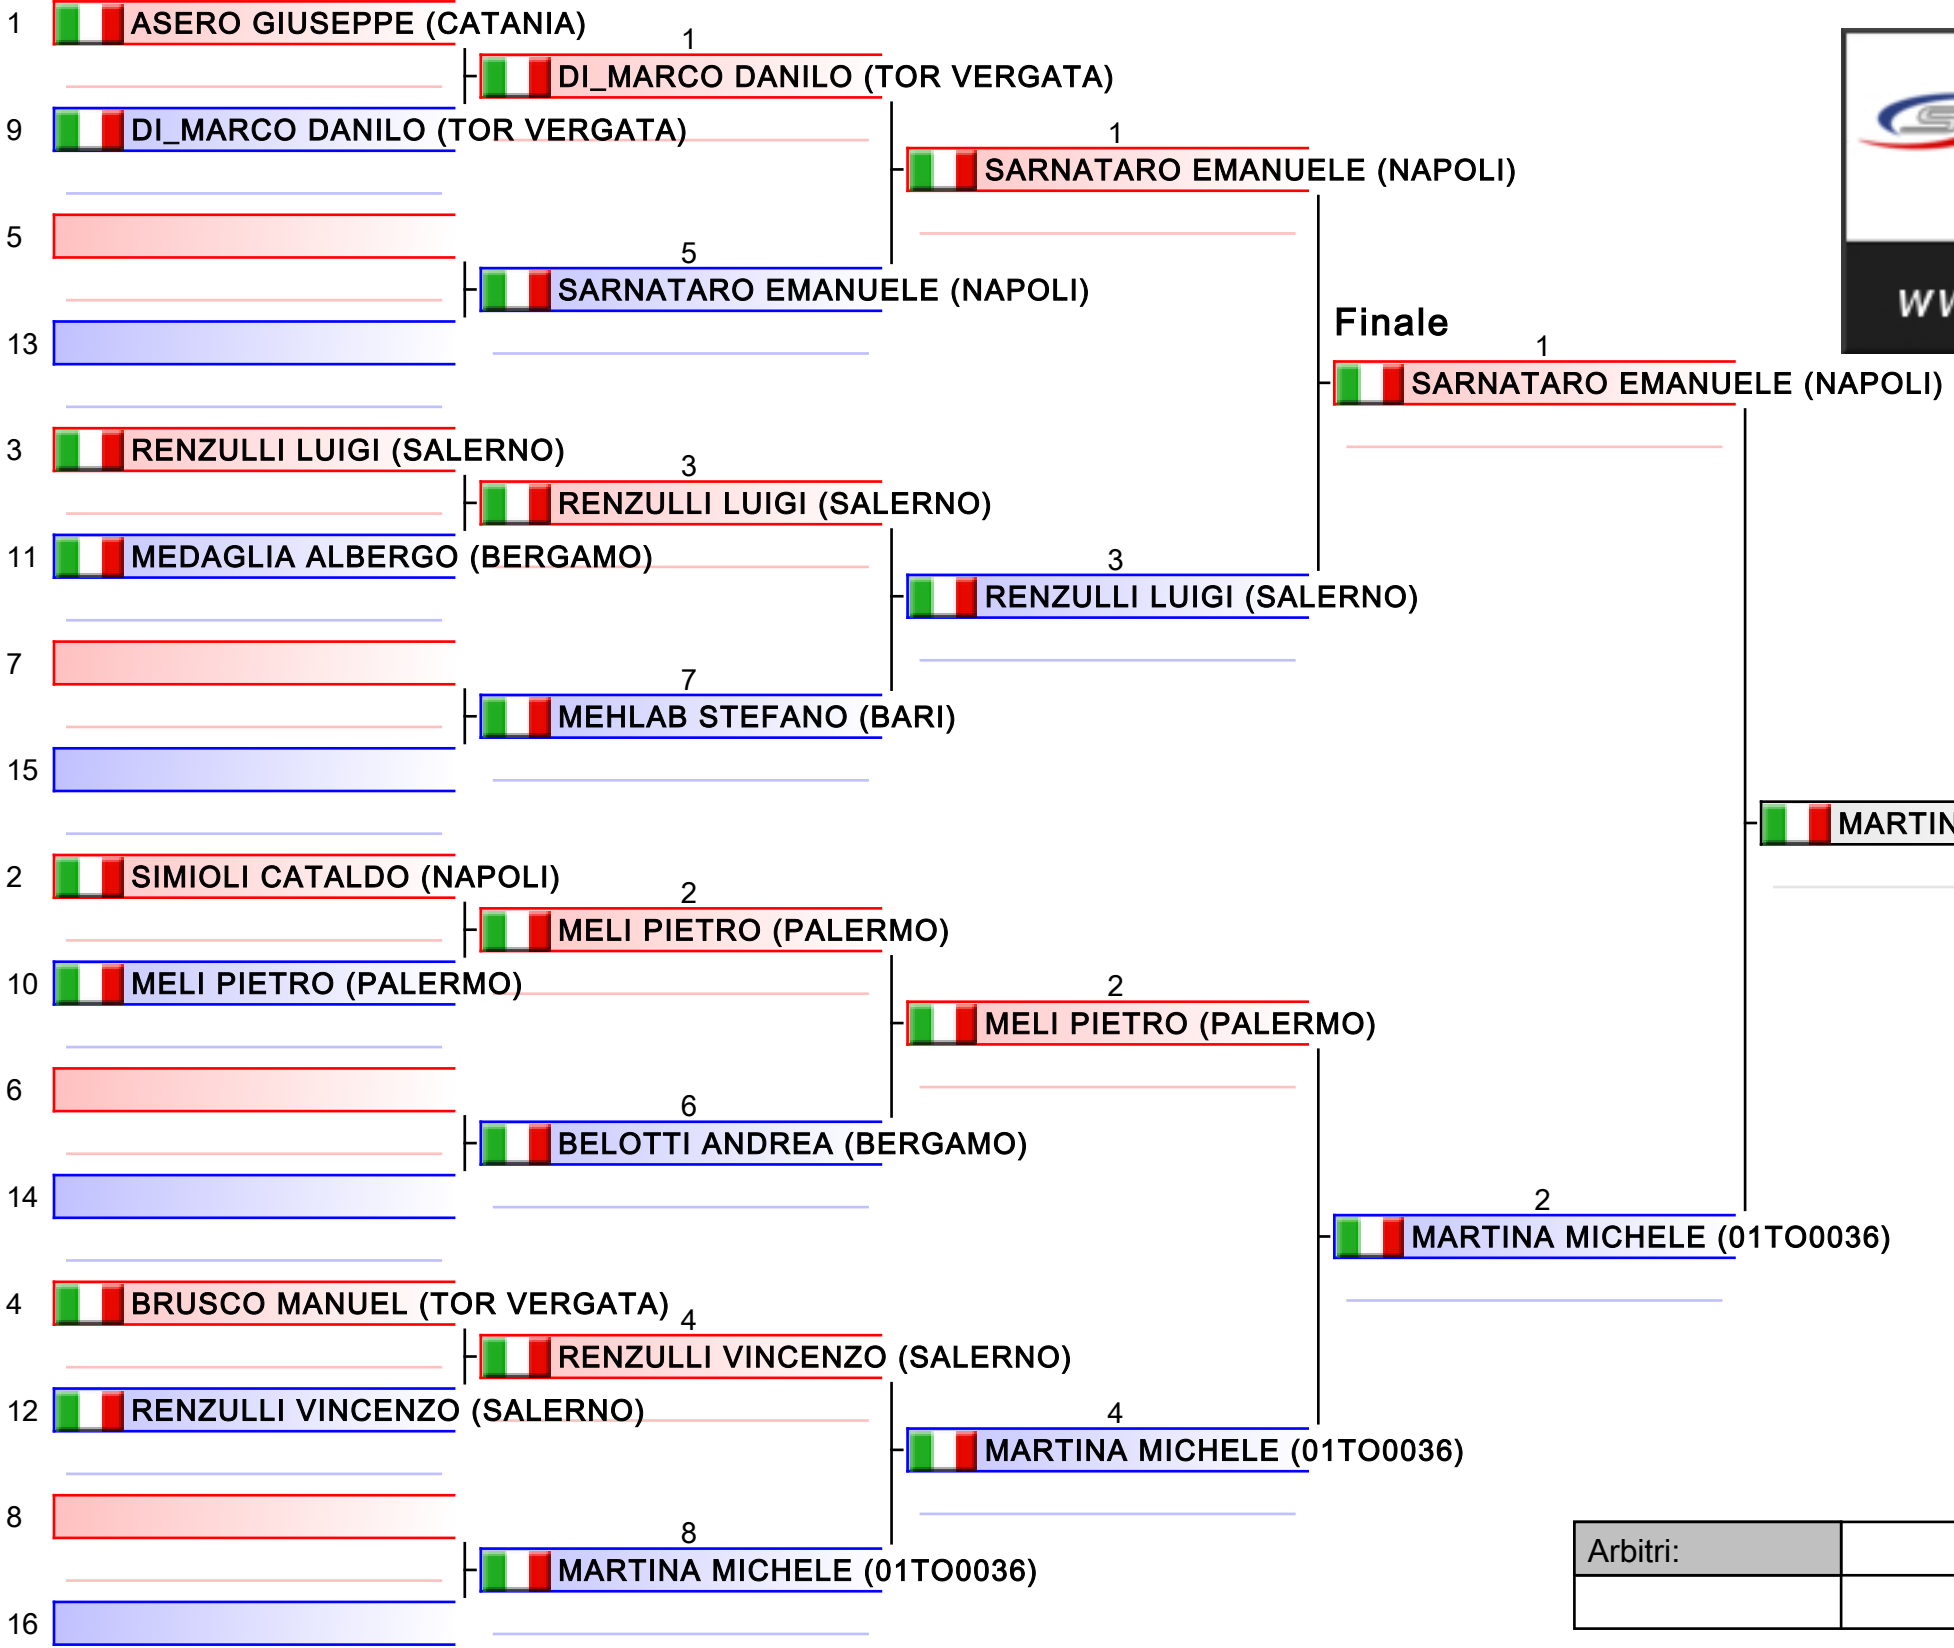 1 ASERO GIUSEPPE (CATANIA)
1
DI_MARCO DANILO (TOR VERGATA)
9 DI_MARCO DANILO (TOR VERGATA)
1
SARNATARO EMANUELE (NAPOLI)
5
5
SARNATARO EMANUELE (NAPOLI)
13
Finale
1
SARNATARO EMANUELE (NAPOLI)
3 RENZULLI LUIGI (SALERNO)
3
RENZULLI LUIGI (SALERNO)
11 MEDAGLIA ALBERGO (BERGAMO)
3
RENZULLI LUIGI (SALERNO)
7
7
MEHLAB STEFANO (BARI)
15
MARTIN
2 SIMIOLI CATALDO (NAPOLI)
2
MELI PIETRO (PALERMO)
10 MELI PIETRO (PALERMO)
2
MELI PIETRO (PALERMO)
6
6
BELOTTI ANDREA (BERGAMO)
14
2
MARTINA MICHELE (01TO0036)
4 BRUSCO MANUEL (TOR VERGATA)
4
RENZULLI VINCENZO (SALERNO)
12 RENZULLI VINCENZO (SALERNO)
4
MARTINA MICHELE (01TO0036)
8
8
MARTINA MICHELE (01TO0036)
16
Arbitri: